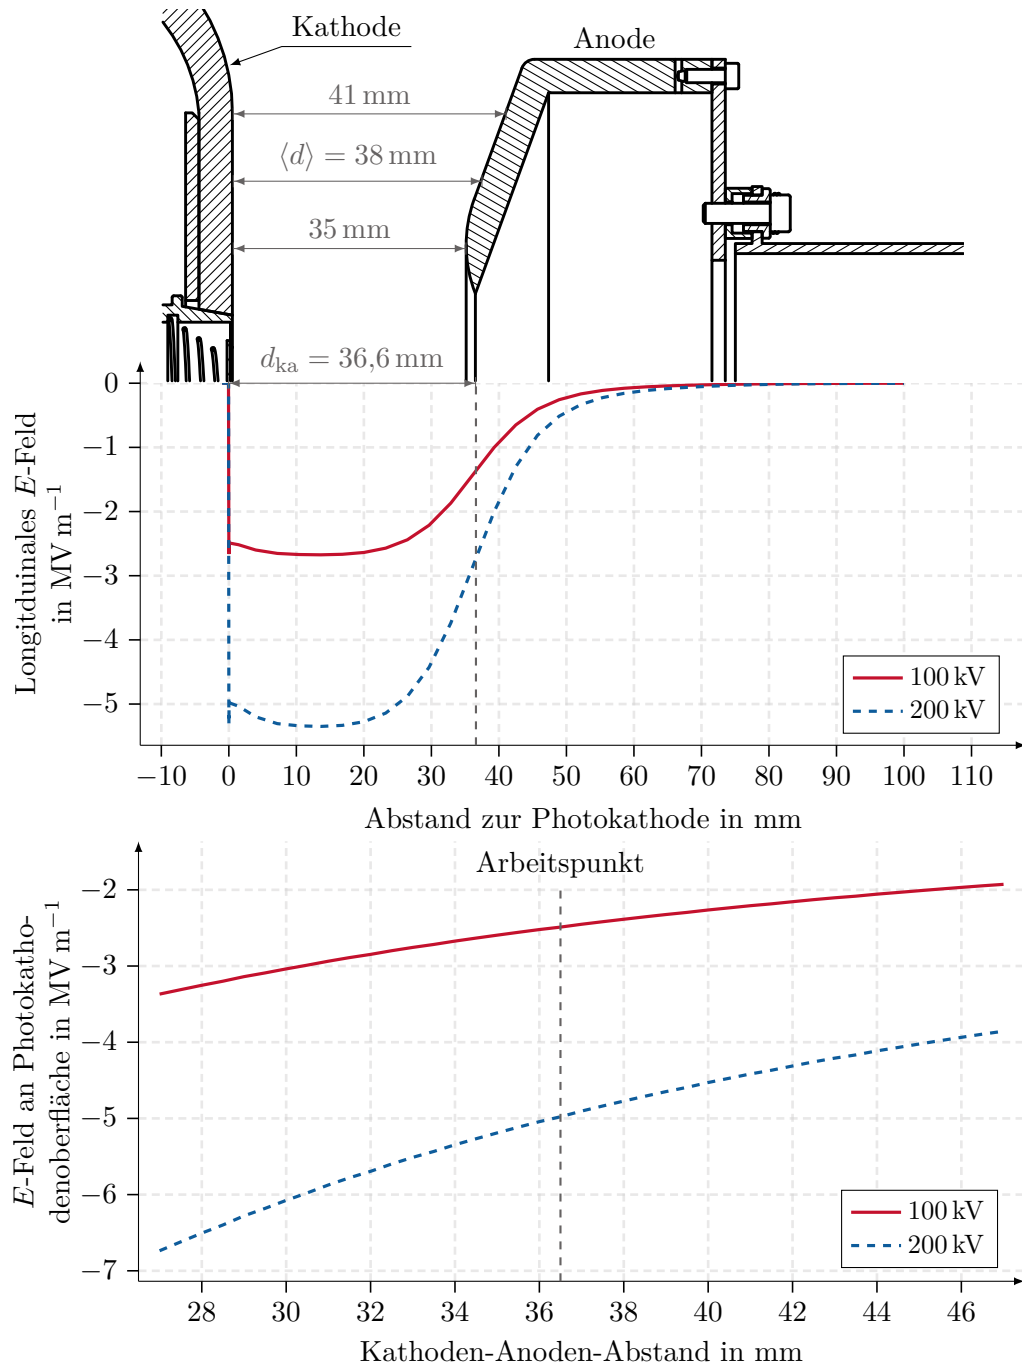 Kathode
Anode
41 mm
⟨d⟩ = 38 mm
35 mm
d_ka = 36,6 mm
0
−1
−2
−3
−4
−5
Longitduinales E-Feld
in MV m⁻¹
100 kV
200 kV
−10 0 10 20 30 40 50 60 70 80 90 100 110
Abstand zur Photokathode in mm
Arbeitspunkt
−2
−3
−4
−5
−6
−7
E-Feld an Photokatho-
denoberfläche in MV m⁻¹
100 kV
200 kV
28 30 32 34 36 38 40 42 44 46
Kathoden-Anoden-Abstand in mm